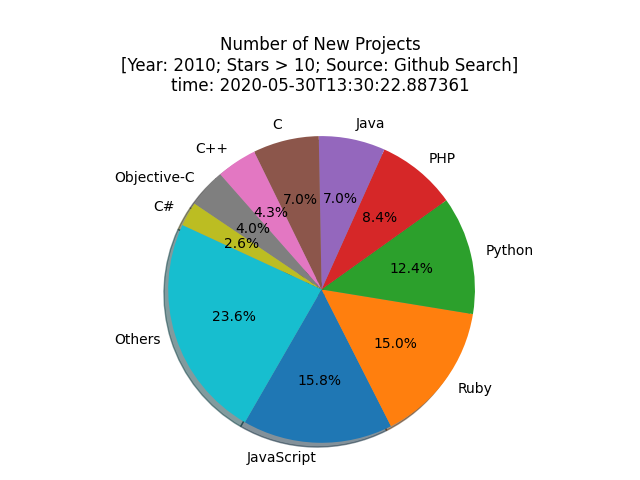 Number of New Projects
[Year: 2010; Stars > 10; Source: Github Search]
time: 2020-05-30T13:30:22.887361
C
Java
C++
PHP
Objective-C
7.0%
7.0%
C#
4.3%
8.4%
4.0%
2.6%
Python
12.4%
23.6%
Others
15.0%
15.8%
Ruby
JavaScript